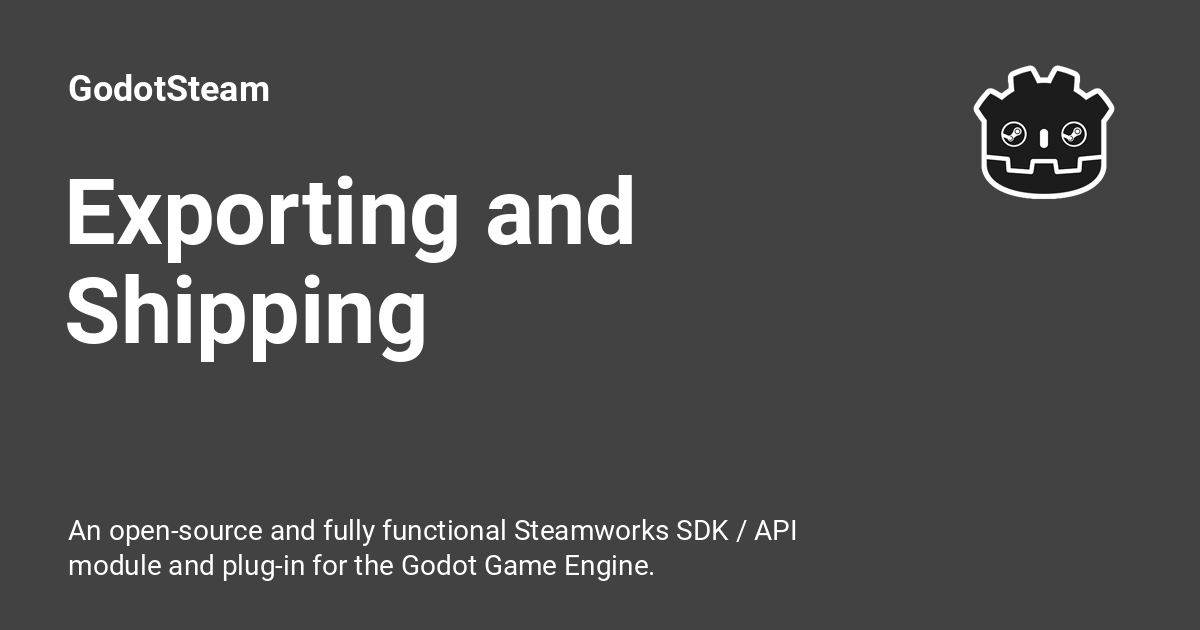 GodotSteam
Exporting and
Shipping
An open-source and fully functional Steamworks SDK / API
module and plug-in for the Godot Game Engine.